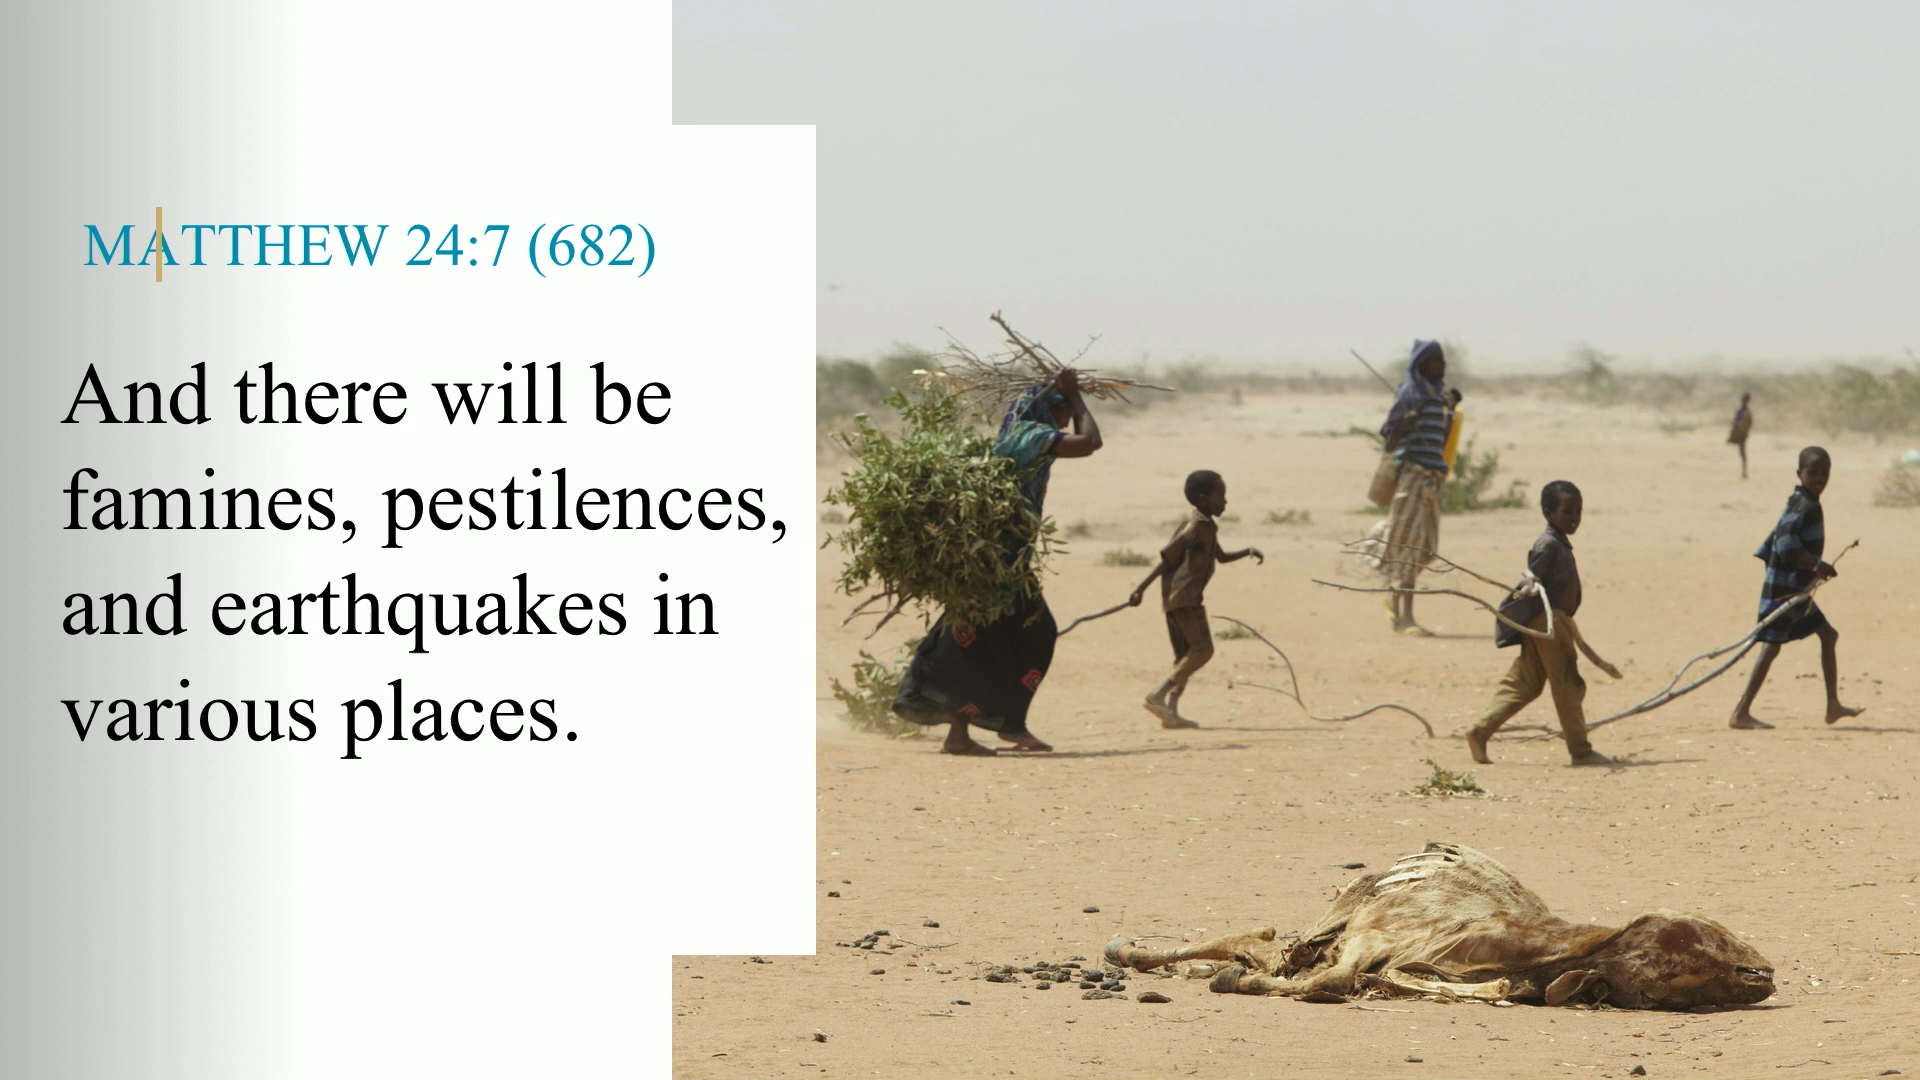 MATTHEW 24:7 (682)
And there will be
famines, pestilences,
and earthquakes in
various places.